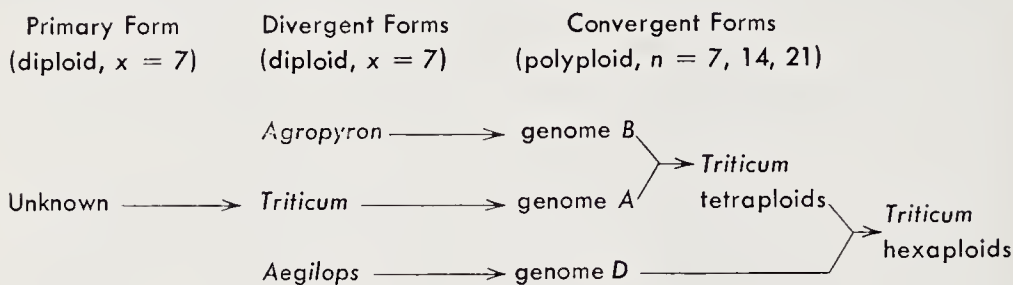 Primary Form Divergent Forms Convergent Forms
(diploid, x = 7) (diploid, x = 7) (polyploid, n = 7, 14, 21)
Agropyron genome B
Triticum
tetraploids
Unknown Triticum genome A
Triticum
hexaploids
Aegilops genome D